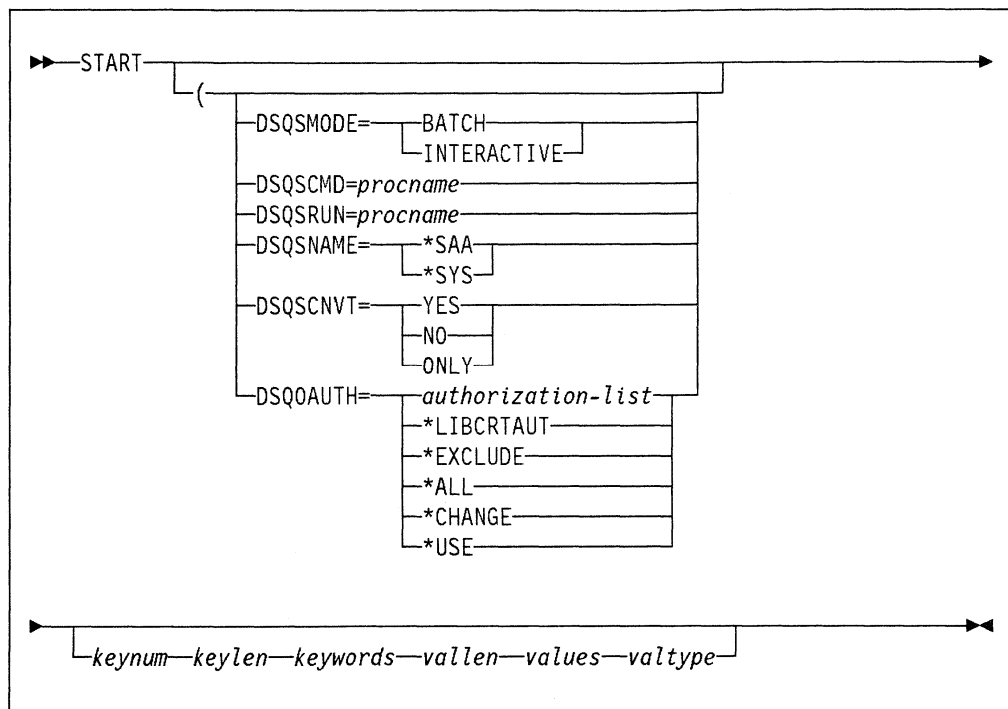 START
(
DSQSMODE= BATCH
INTERACTIVE
DSQSCMD=procname
DSQSRUN=procname
DSQSNAME= *SAA
*SYS
DSQSCNVT= YES
NO
ONLY
DSQOAUTH= authorization-list
*LIBCRTAUT
*EXCLUDE
*ALL
*CHANGE
*USE
keynum keylen keywords vallen values valtype